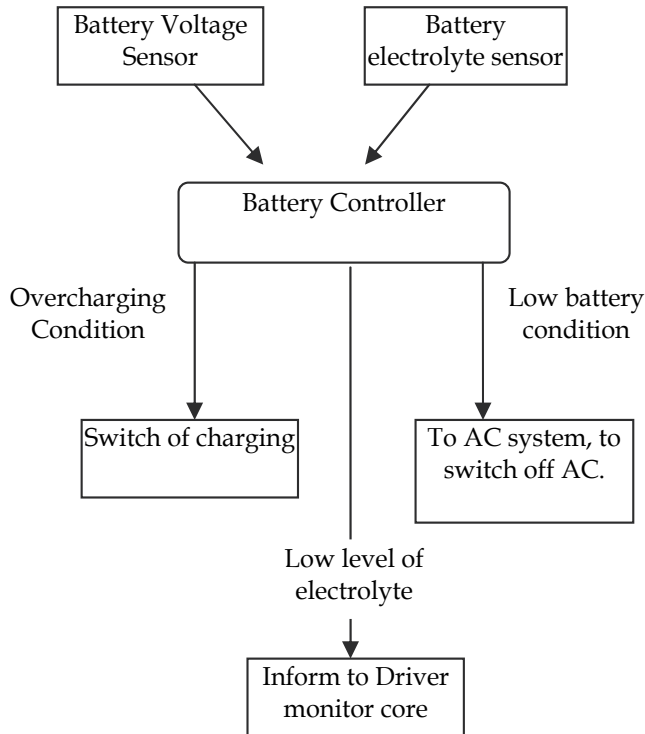 Battery Voltage
Sensor
Battery
electrolyte sensor
Battery Controller
Overcharging
Condition
Low battery
condition
Switch of charging
To AC system, to
switch off AC.
Low level of
electrolyte
Inform to Driver
monitor core